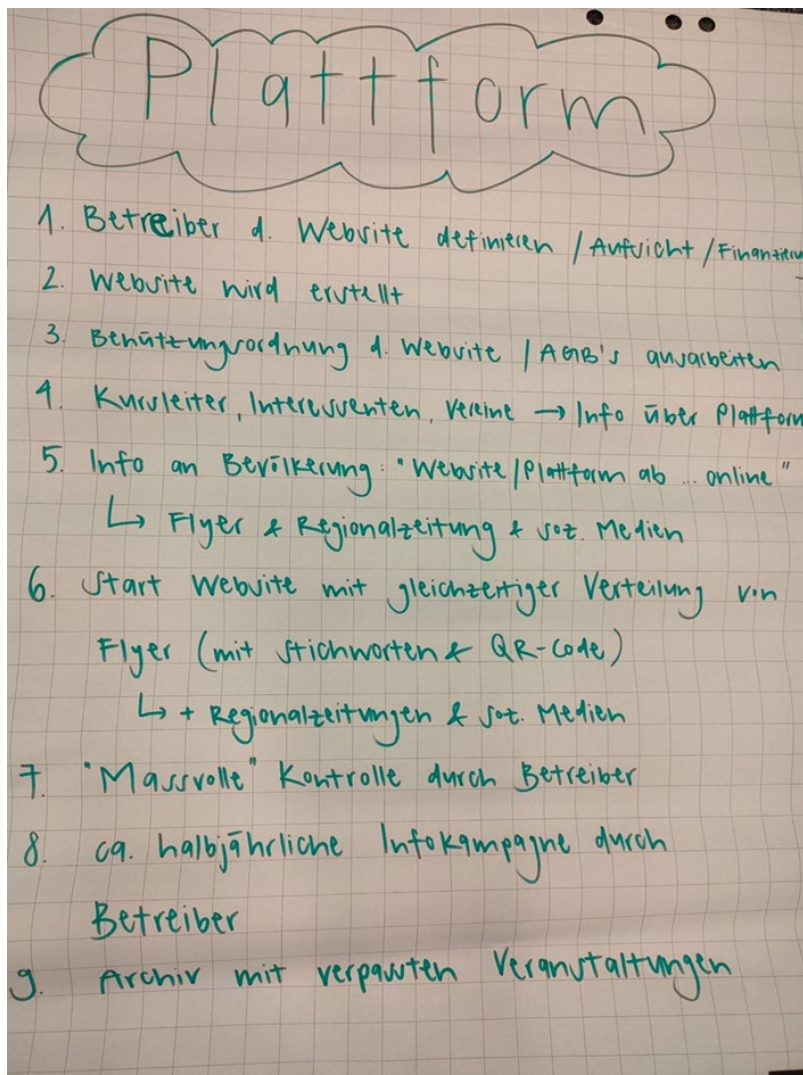 Plattform
1. Betreiber d. Website definieren / Aufsicht / Finanzierung
2. Website wird erstellt
3. Benützungsordnung d. Website / AGB's ausarbeiten
4. Kursleiter, Interessenten, Vereine → Info über Plattform
5. Info an Bevölkerung: "Website/Plattform ab ... online"
↳ Flyer & Regionalzeitung & soz. Medien
6. Start Website mit gleichzeitiger Verteilung von
Flyer (mit Stichworten & QR-Code)
↳ + Regionalzeitungen & soz. Medien
7. "Massvolle" Kontrolle durch Betreiber
8. ca. halbjährliche Infokampagne durch
Betreiber
9. Archiv mit verpassten Veranstaltungen